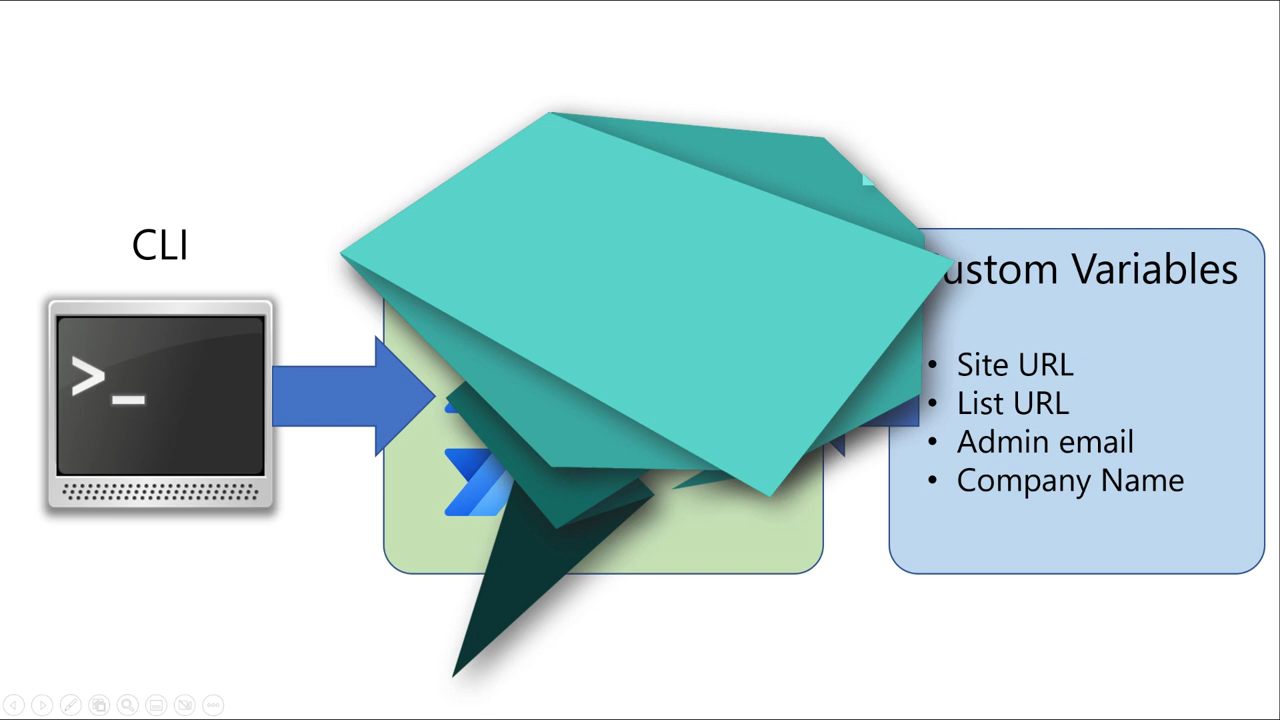 CLI
>_
ustom Variables
• Site URL
• List URL
• Admin email
• Company Name